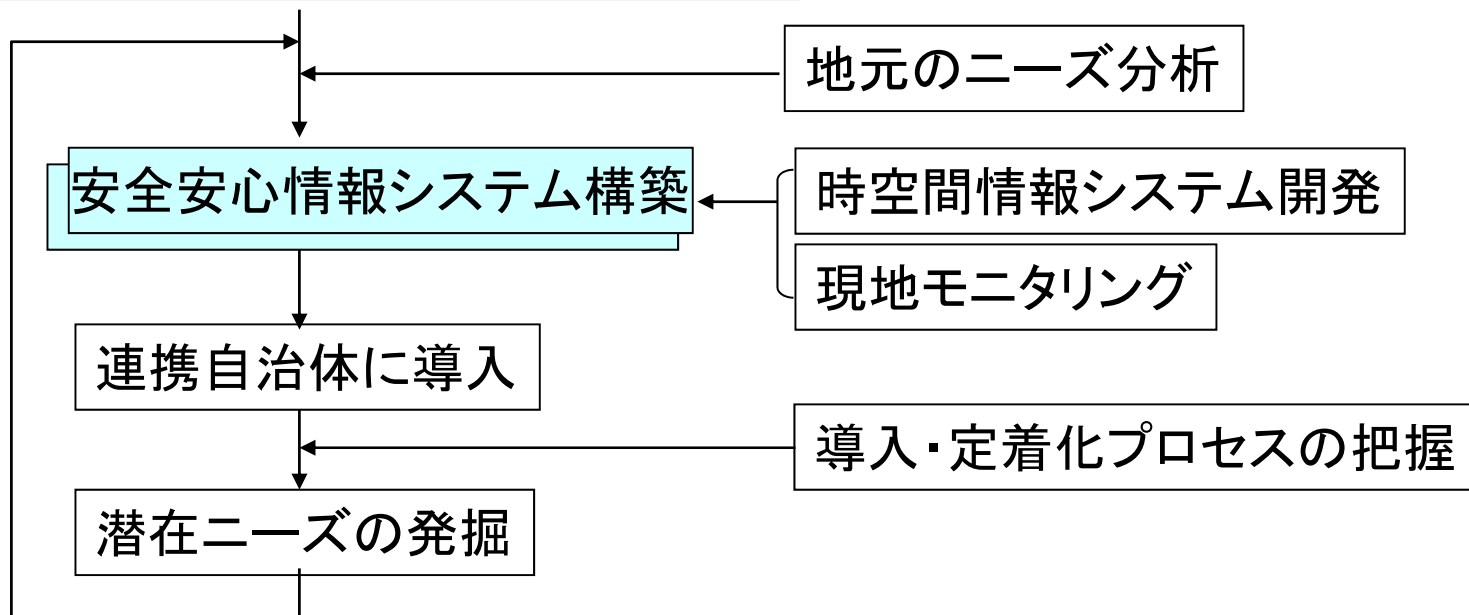 地元のニーズ分析
安全安心情報システム構築
時空間情報システム開発
現地モニタリング
連携自治体に導入
導入・定着化プロセスの把握
潜在ニーズの発掘